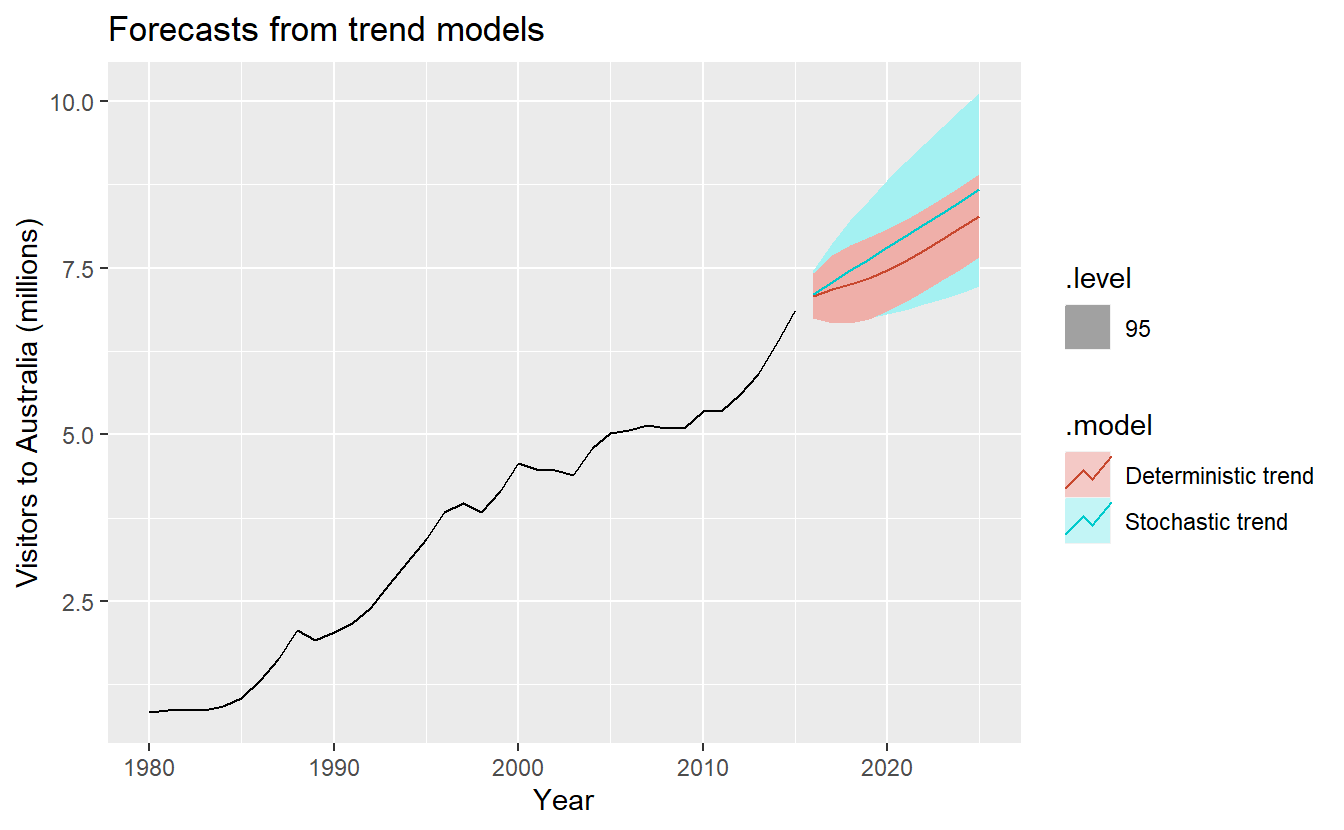 Forecasts from trend models
Visitors to Australia (millions)
10.0
7.5
5.0
2.5
1980
1990
2000
2010
2020
Year
.level
95
.model
Deterministic trend
Stochastic trend